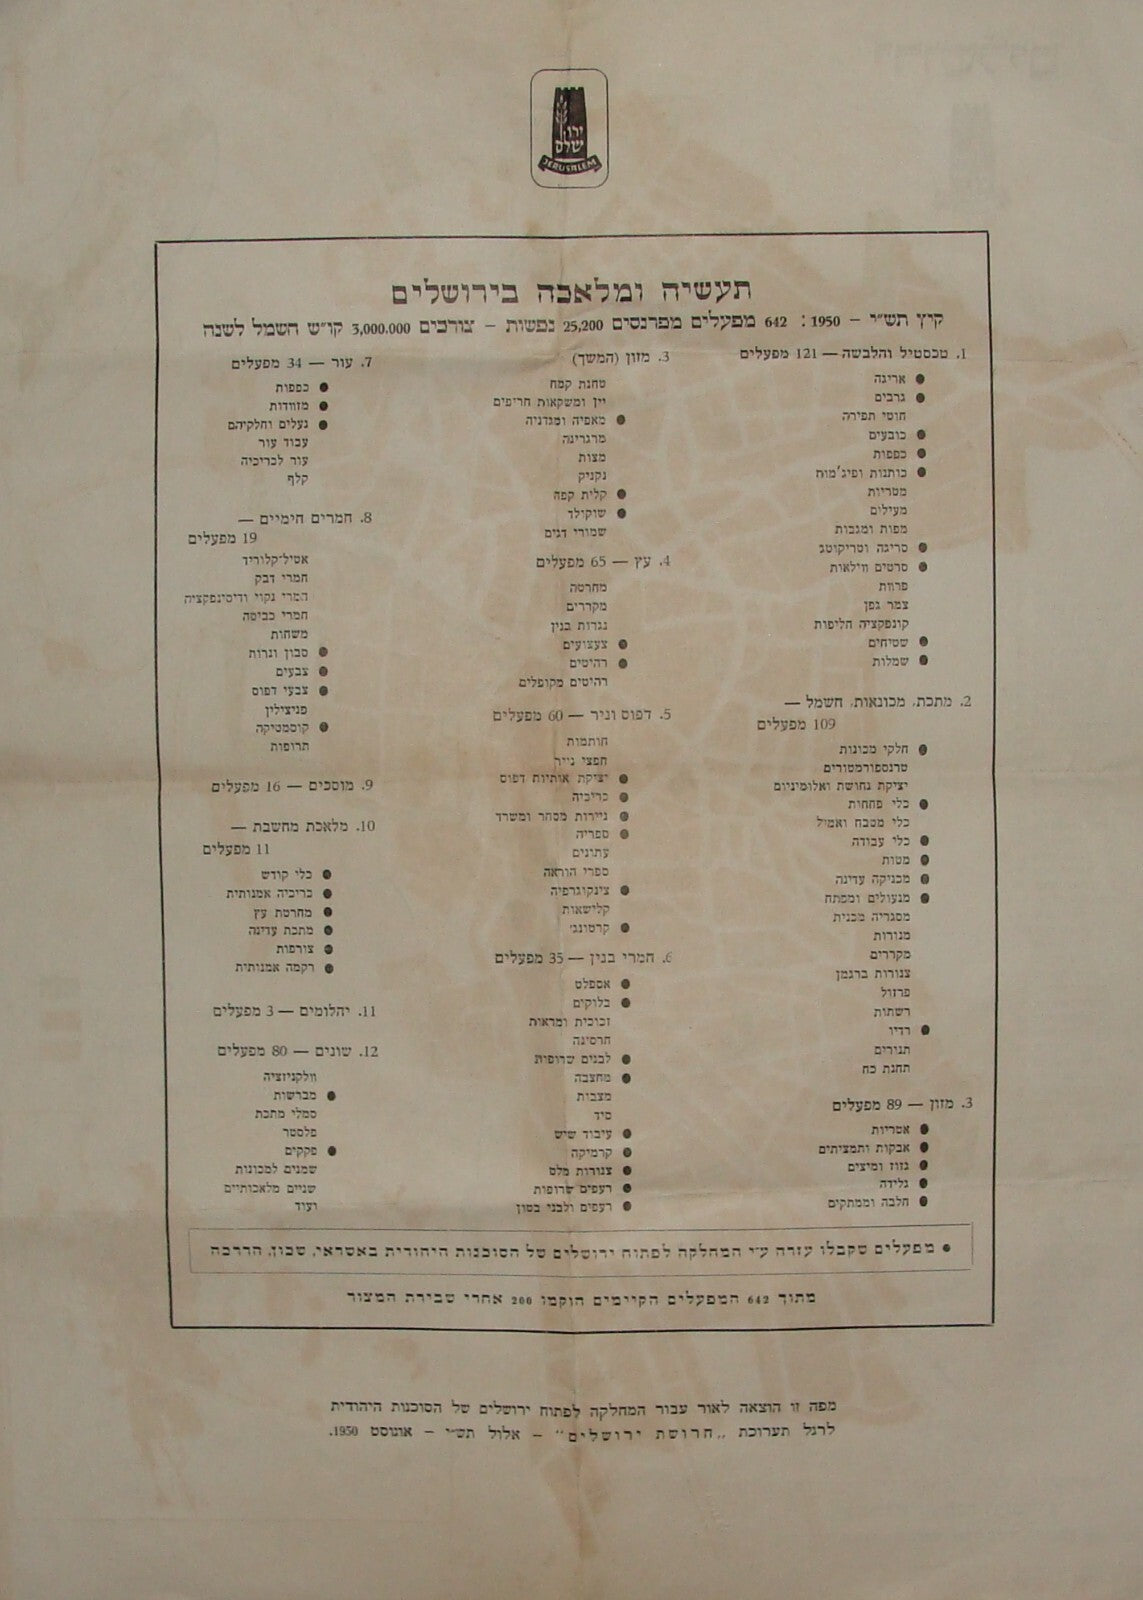 ירו
שלם
JERUSALEM
תעשיה ומלאכה בירושלים
קיץ תש״י – 1950: 642 מפעלים מפרנסים 25,200 נפשות – צורכים 3,000.000 קו״ש חשמל לשנה
1. טכסטיל והלבשה — 121 מפעלים
● אריגה
● גרבים
חוטי תפירה
● כובעים
● כפפות
● כותנות ופיג'מות
מטריות
מעילים
מפות ומגבות
● סריגה וטריקוטג
● סרטים ווילאות
פרוות
צמר גפן
קונפקציה חליפות
● שטיחים
● שמלות
2. מתכת, מכונאות, חשמל —
109 מפעלים
● חלקי מכונות
טרנספורמטורים
יציקת נחושת ואלומיניום
● כלי פחחות
כלי מטבח ואמיל
● כלי עבודה
● מטות
● מכניקה עדינה
● מנעולים ומפתח
מסגריה מכנית
מנורות
מקררים
צנורות ברגמן
פרזול
רשתות
● רדיו
תנורים
תחנת כח
3. מזון — 89 מפעלים
● אטריות
● אבקות ותמציתים
● גזוז ומיצים
● גלידה
● חלבה וממתקים
3. מזון (המשך)
טחנת קמח
יין ומשקאות חריפים
● מאפיה ומגדניה
מרגרינה
מצות
נקניק
● קלית קפה
● שוקולד
שמורי דגים
4. עץ — 65 מפעלים
מחרטה
מקררים
נגרות בנין
● צעצועים
● רהיטים
רהיטים מקופלים
5. דפוס וניר — 60 מפעלים
חותמות
חפצי נייר
● יציקת אותיות דפוס
● כריכיה
● ניירות מסחר ומשרד
● ספריה
עתונים
ספרי הוראה
● צינקוגרפיה
קלישאות
● קרטונג'
6. חמרי בנין — 35 מפעלים
● אספלט
● בלוקים
זכוכית ומראות
חרסינה
● לבנים שרופית
● מחצבה
מצבות
סיד
● עיבוד שיש
● קרמיקה
● צנורות מלט
● רעפים שרופות
● רעפים ולבני בטון
7. עור — 34 מפעלים
● כפפות
● מזוודות
● נעלים וחלקיהם
עבוד עור
עור לכריכיה
קלף
8. חמרים חימיים —
19 מפעלים
אטיל־קלוריד
חמרי דבק
חמרי נקוי ודיסינפקציה
חמרי כביסה
משחות
● סבון ונרות
● צבעים
● צבעי דפוס
פניצילין
● קוסמטיקה
תרופות
9. מוסכים — 16 מפעלים
10. מלאכת מחשבת —
11 מפעלים
● כלי קודש
● כריכיה אמנותית
● מחרטת עץ
● מתכת עדינה
● צורפות
● רקמה אמנותית
11. יהלומים — 3 מפעלים
12. שונים — 80 מפעלים
וולקניזציה
● מברשות
סמלי מתכת
פלסטר
● פקקים
שמנים למכונות
שניים מלאכותיים
ועוד
● מפעלים שקבלו עזרה ע״י המחלקה לפתוח ירושלים של הסוכנות היהודית באשראי, שכון, הדרכה
מתוך 642 המפעלים הקיימים הוקמו 200 אחרי שבירת המצור
מפה זו הוצאה לאור עבור המחלקה לפתוח ירושלים של הסוכנות היהודית
לרגל תערוכת „חרושת ירושלים" – אלול תש״י – אוגוסט 1950.